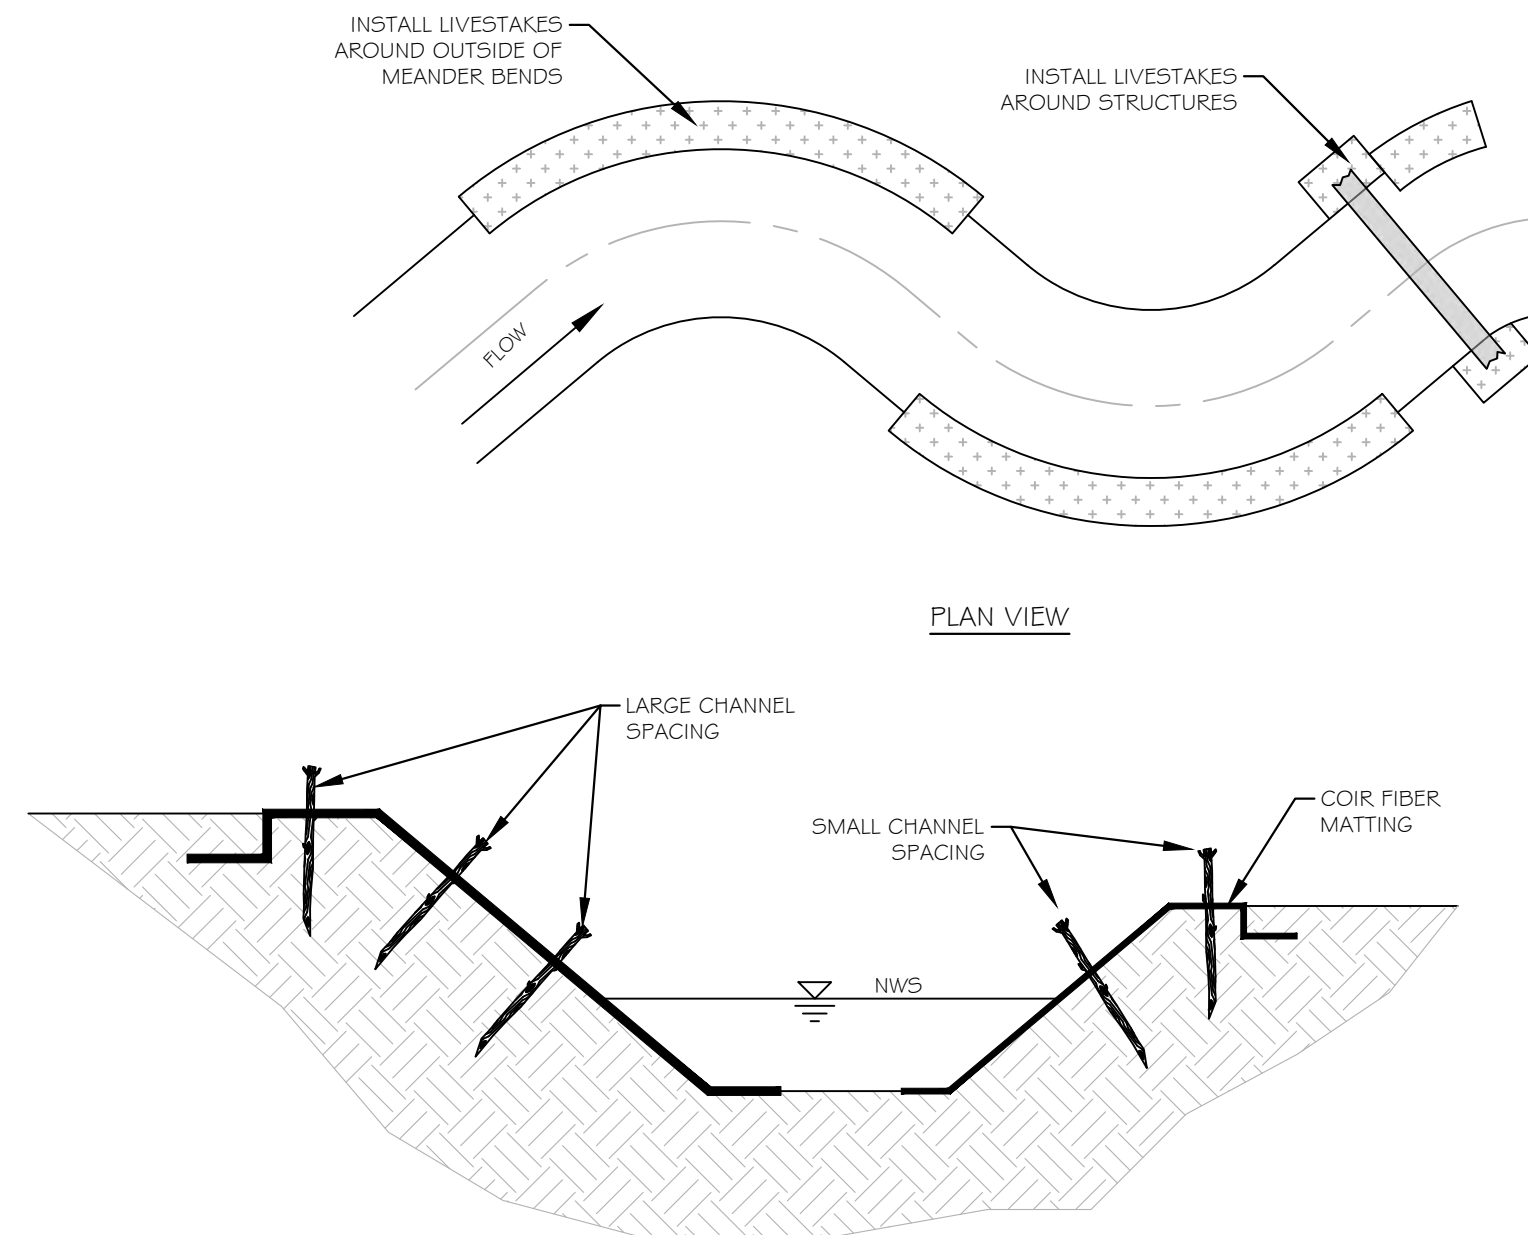 INSTALL LIVESTAKES
AROUND OUTSIDE OF
MEANDER BENDS
INSTALL LIVESTAKES
AROUND STRUCTURES
FLOW
PLAN VIEW
LARGE CHANNEL
SPACING
SMALL CHANNEL
SPACING
COIR FIBER
MATTING
NWS